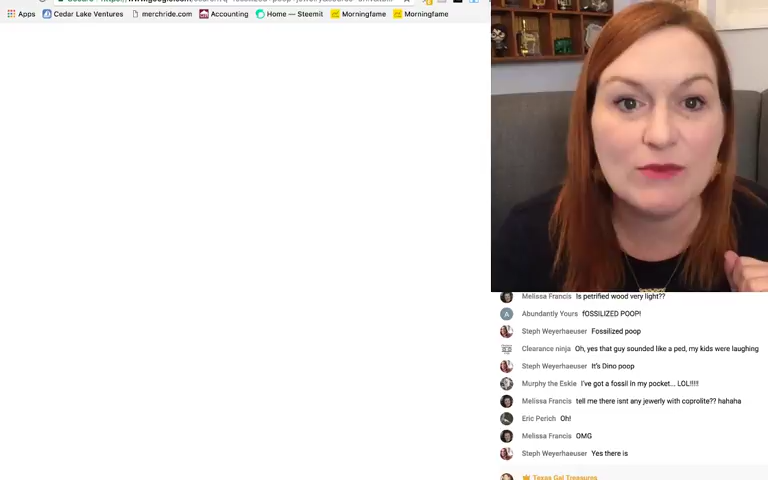 Apps Cedar Lake Ventures merchride.com Accounting Home — Steemit Morningfame Morningfame
Melissa Francis Is petrified wood very light??
A Abundantly Yours fOSSILIZED POOP!
Steph Weyerhaeuser Fossilized poop
Clearance ninja Oh, yes that guy sounded like a ped, my kids were laughing
Steph Weyerhaeuser It's Dino poop
Murphy the Eskie I've got a fossil in my pocket... LOL!!!!!
Melissa Francis tell me there isnt any jewerly with coprolite?? hahaha
Eric Perich Oh!
Melissa Francis OMG
Steph Weyerhaeuser Yes there is
Texas Gal Treasures